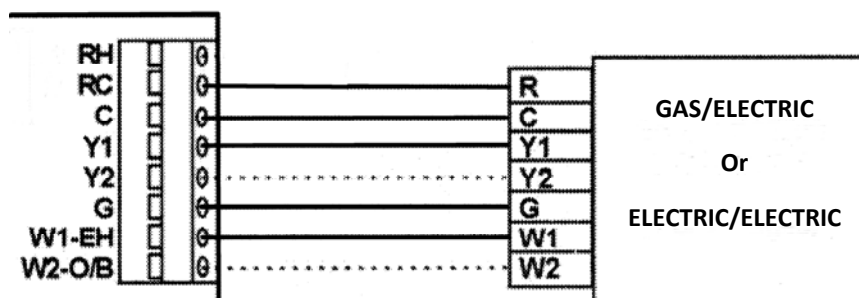 RH
RC
C
Y1
Y2
G
W1-EH
W2-O/B
R
C
Y1
Y2
G
W1
W2
GAS/ELECTRIC
Or
ELECTRIC/ELECTRIC